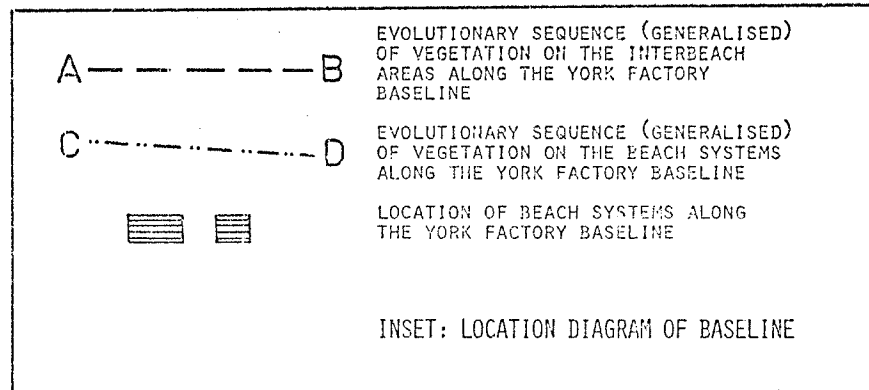 A B
EVOLUTIONARY SEQUENCE (GENERALISED)
OF VEGETATION ON THE INTERBEACH
AREAS ALONG THE YORK FACTORY
BASELINE
C D
EVOLUTIONARY SEQUENCE (GENERALISED)
OF VEGETATION ON THE BEACH SYSTEMS
ALONG THE YORK FACTORY BASELINE
LOCATION OF BEACH SYSTEMS ALONG
THE YORK FACTORY BASELINE
INSET: LOCATION DIAGRAM OF BASELINE